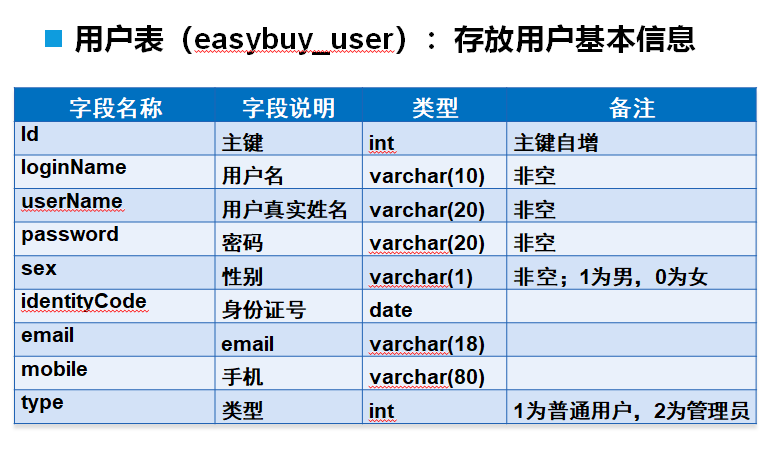 用户表（easybuy_user）：存放用户基本信息
字段名称 字段说明 类型 备注
Id 主键 int 主键自增
loginName 用户名 varchar(10) 非空
userName 用户真实姓名 varchar(20) 非空
password 密码 varchar(20) 非空
sex 性别 varchar(1) 非空；1为男，0为女
identityCode 身份证号 date
email email varchar(18)
mobile 手机 varchar(80)
type 类型 int 1为普通用户，2为管理员